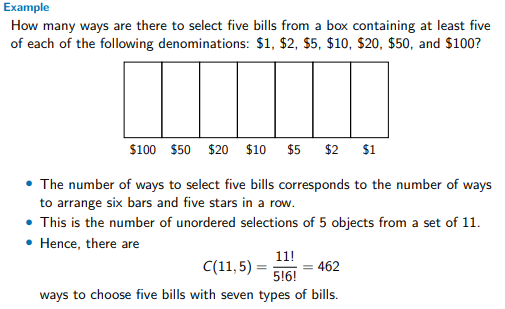 Example
How many ways are there to select five bills from a box containing at least five
of each of the following denominations: $1, $2, $5, $10, $20, $50, and $100?
$100 $50 $20 $10 $5 $2 $1
• The number of ways to select five bills corresponds to the number of ways
to arrange six bars and five stars in a row.
• This is the number of unordered selections of 5 objects from a set of 11.
• Hence, there are
C(11, 5) = 11!/5!6! = 462
ways to choose five bills with seven types of bills.